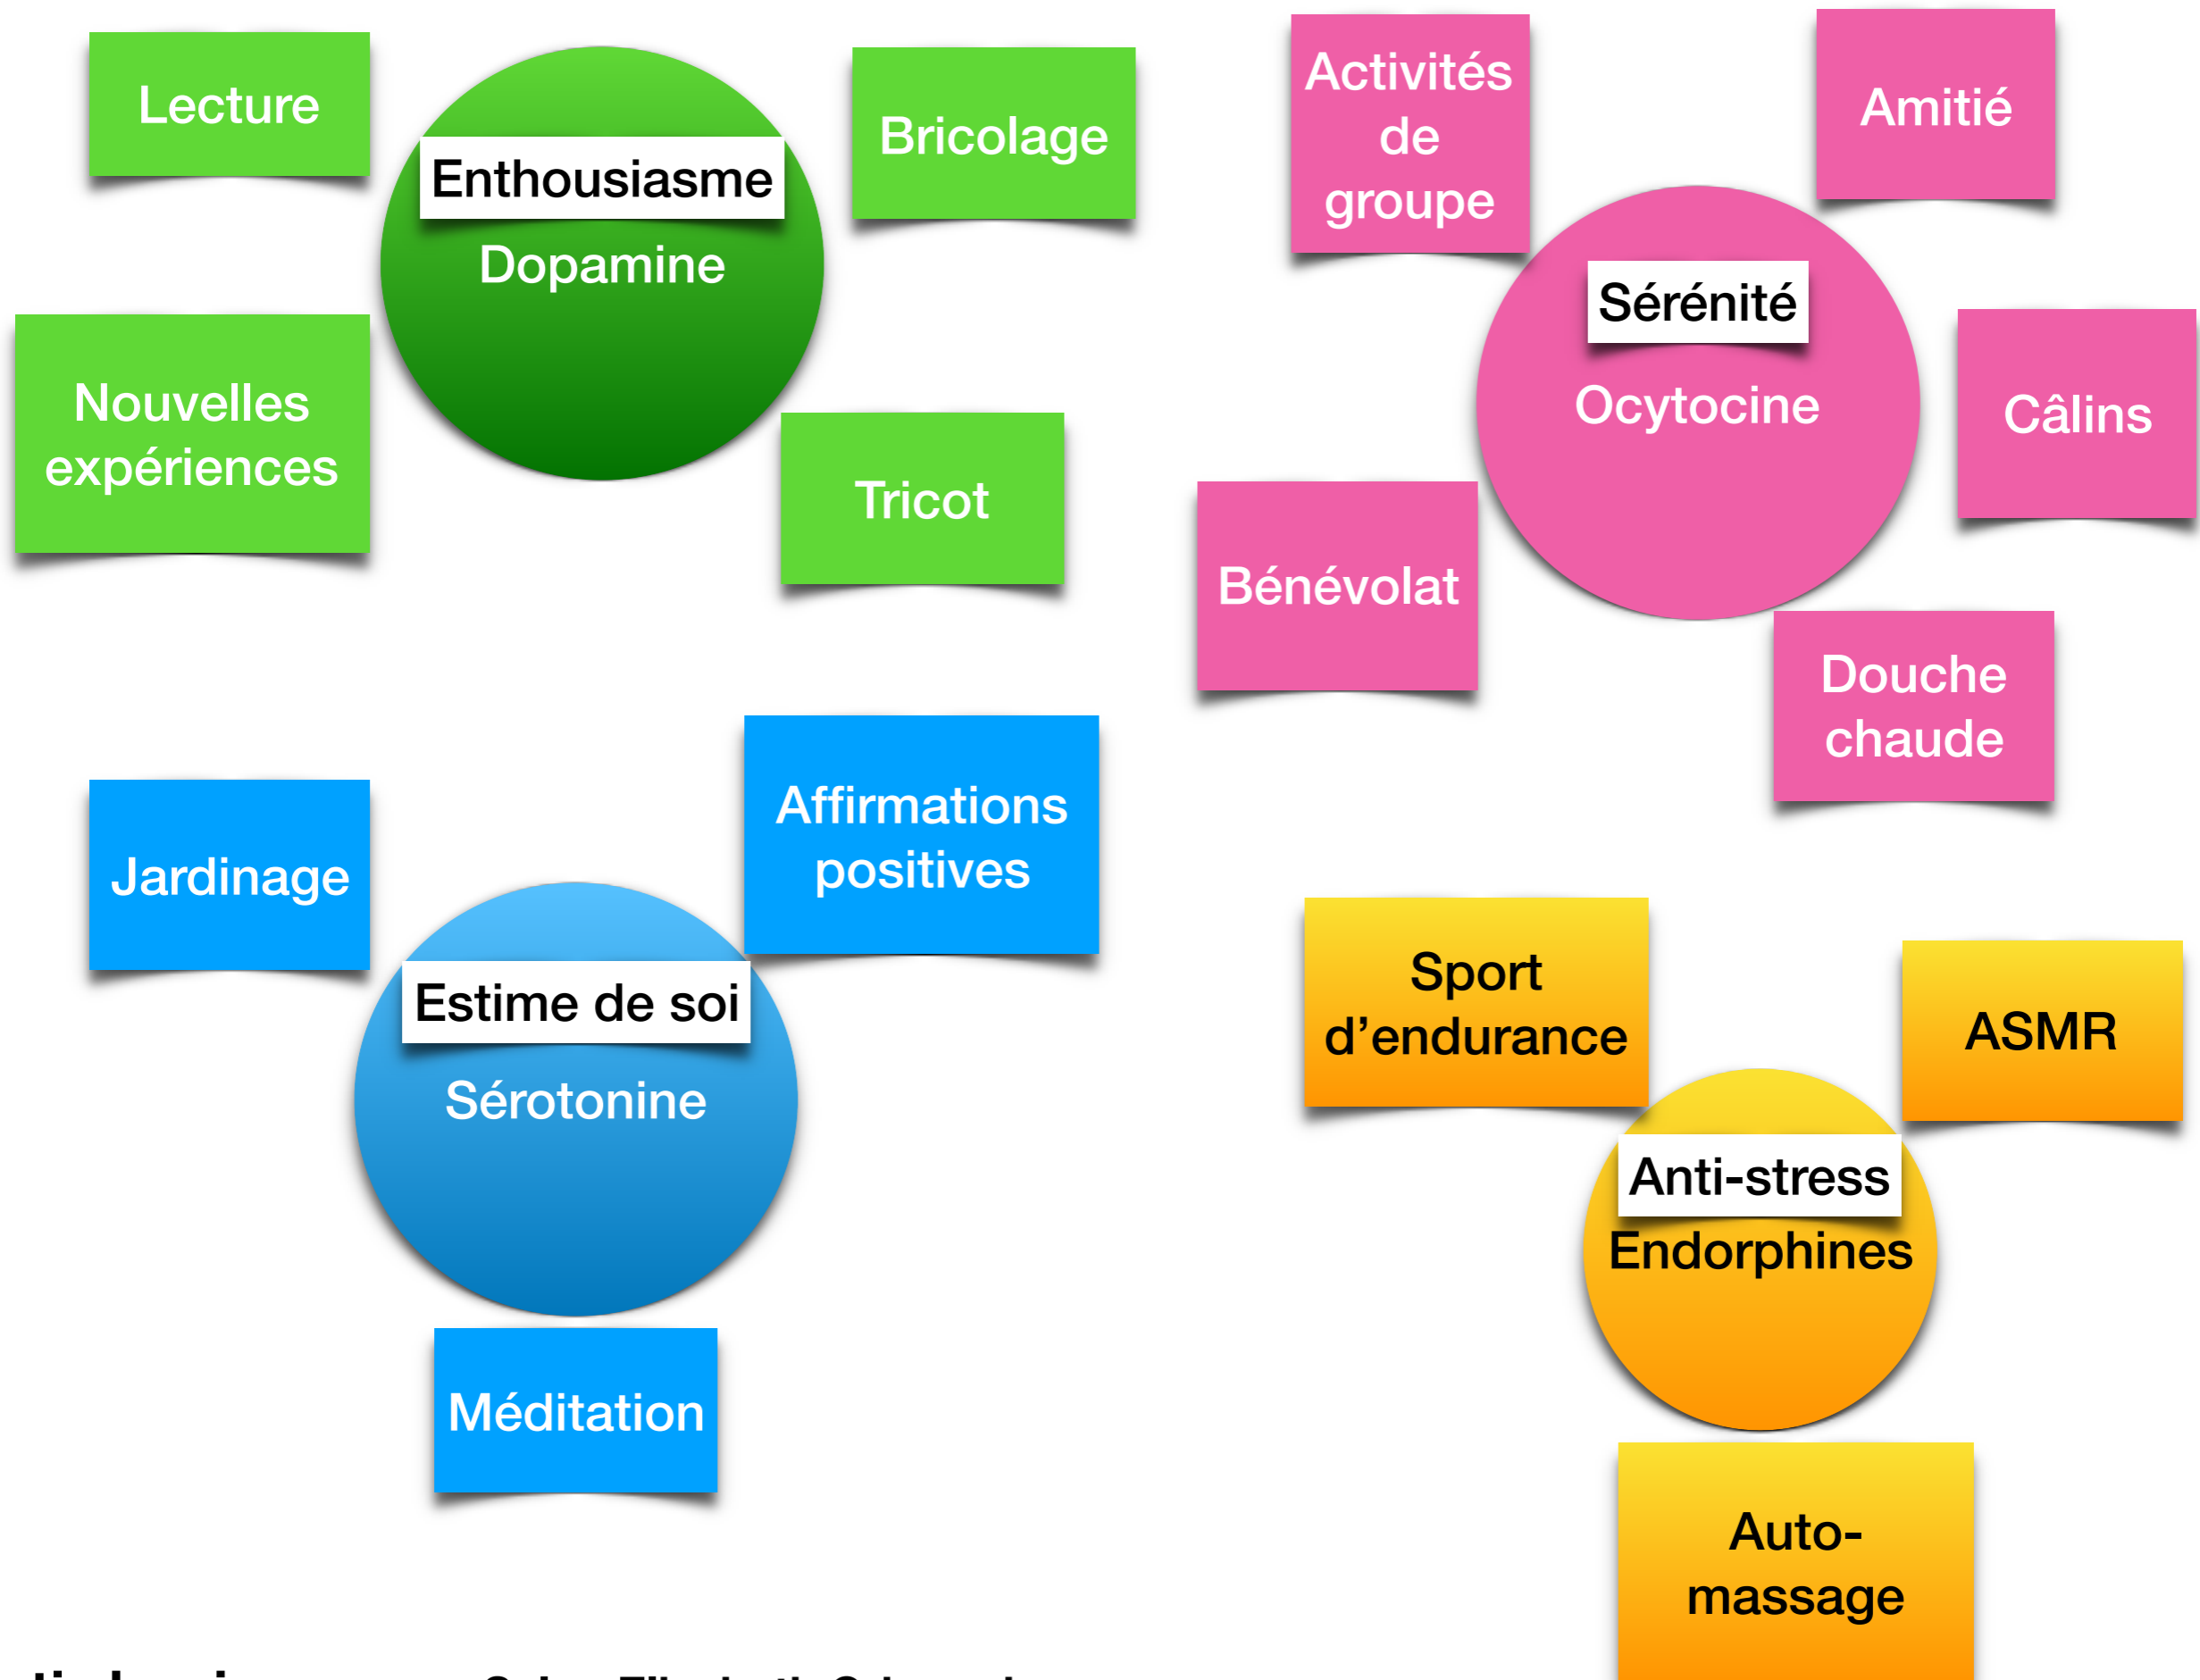 Lecture
Enthousiasme
Dopamine
Bricolage
Nouvelles
expériences
Tricot
Activités
de
groupe
Amitié
Sérénité
Ocytocine
Câlins
Bénévolat
Douche
chaude
Jardinage
Affirmations
positives
Estime de soi
Sérotonine
Méditation
Sport
d’endurance
ASMR
Anti-stress
Endorphines
Auto-
massage